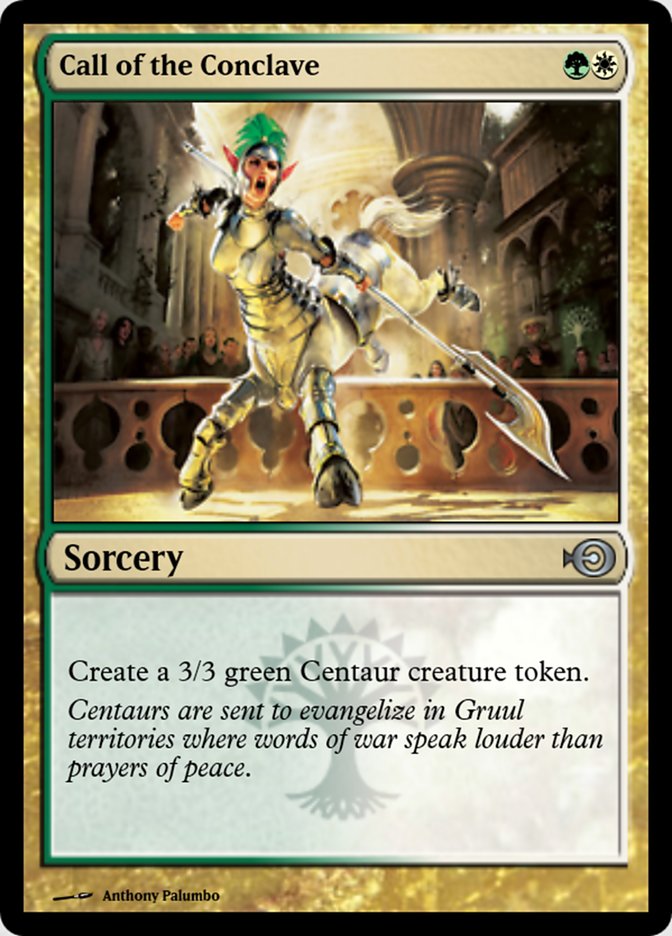 Call of the Conclave
Sorcery
Create a 3/3 green Centaur creature token.
Centaurs are sent to evangelize in Gruul
territories where words of war speak louder than
prayers of peace.
Anthony Palumbo